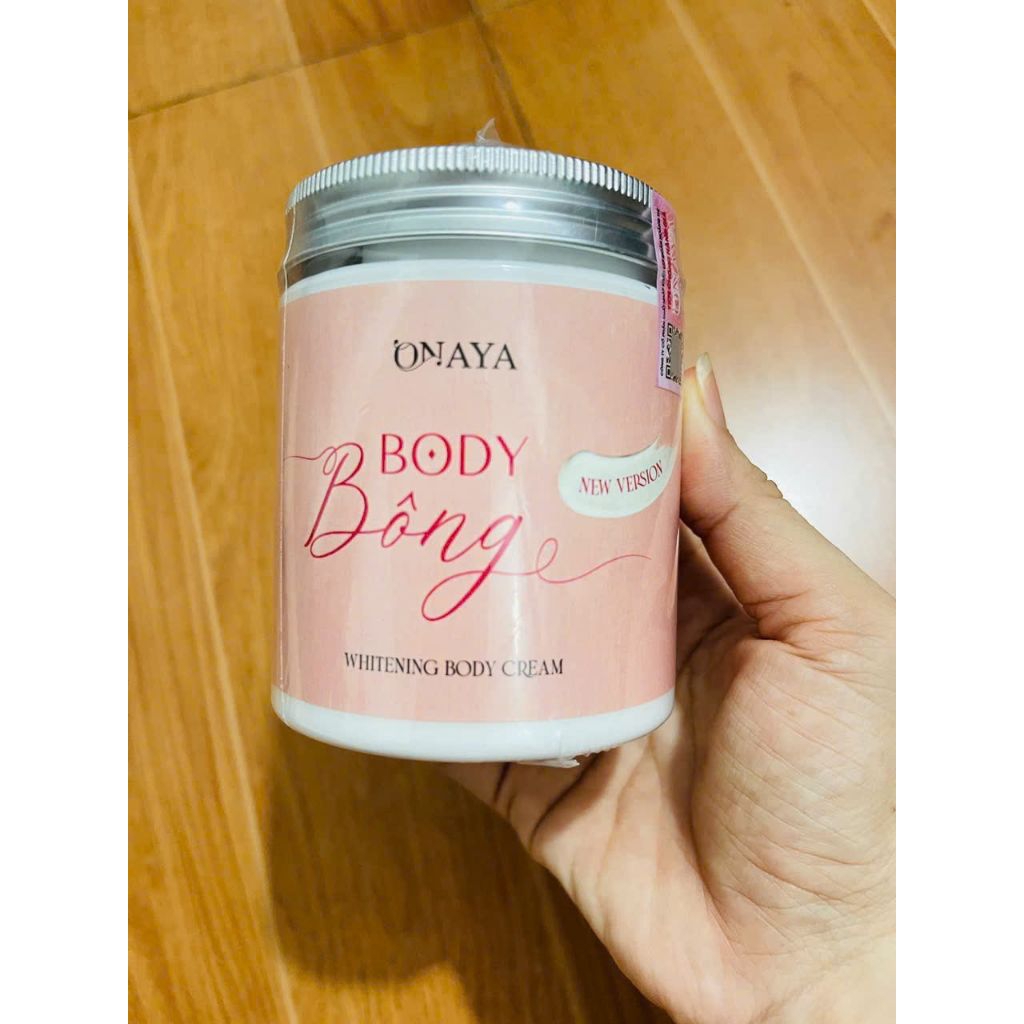 ONAYA
BODY
Bông
NEW VERSION
WHITENING BODY CREAM